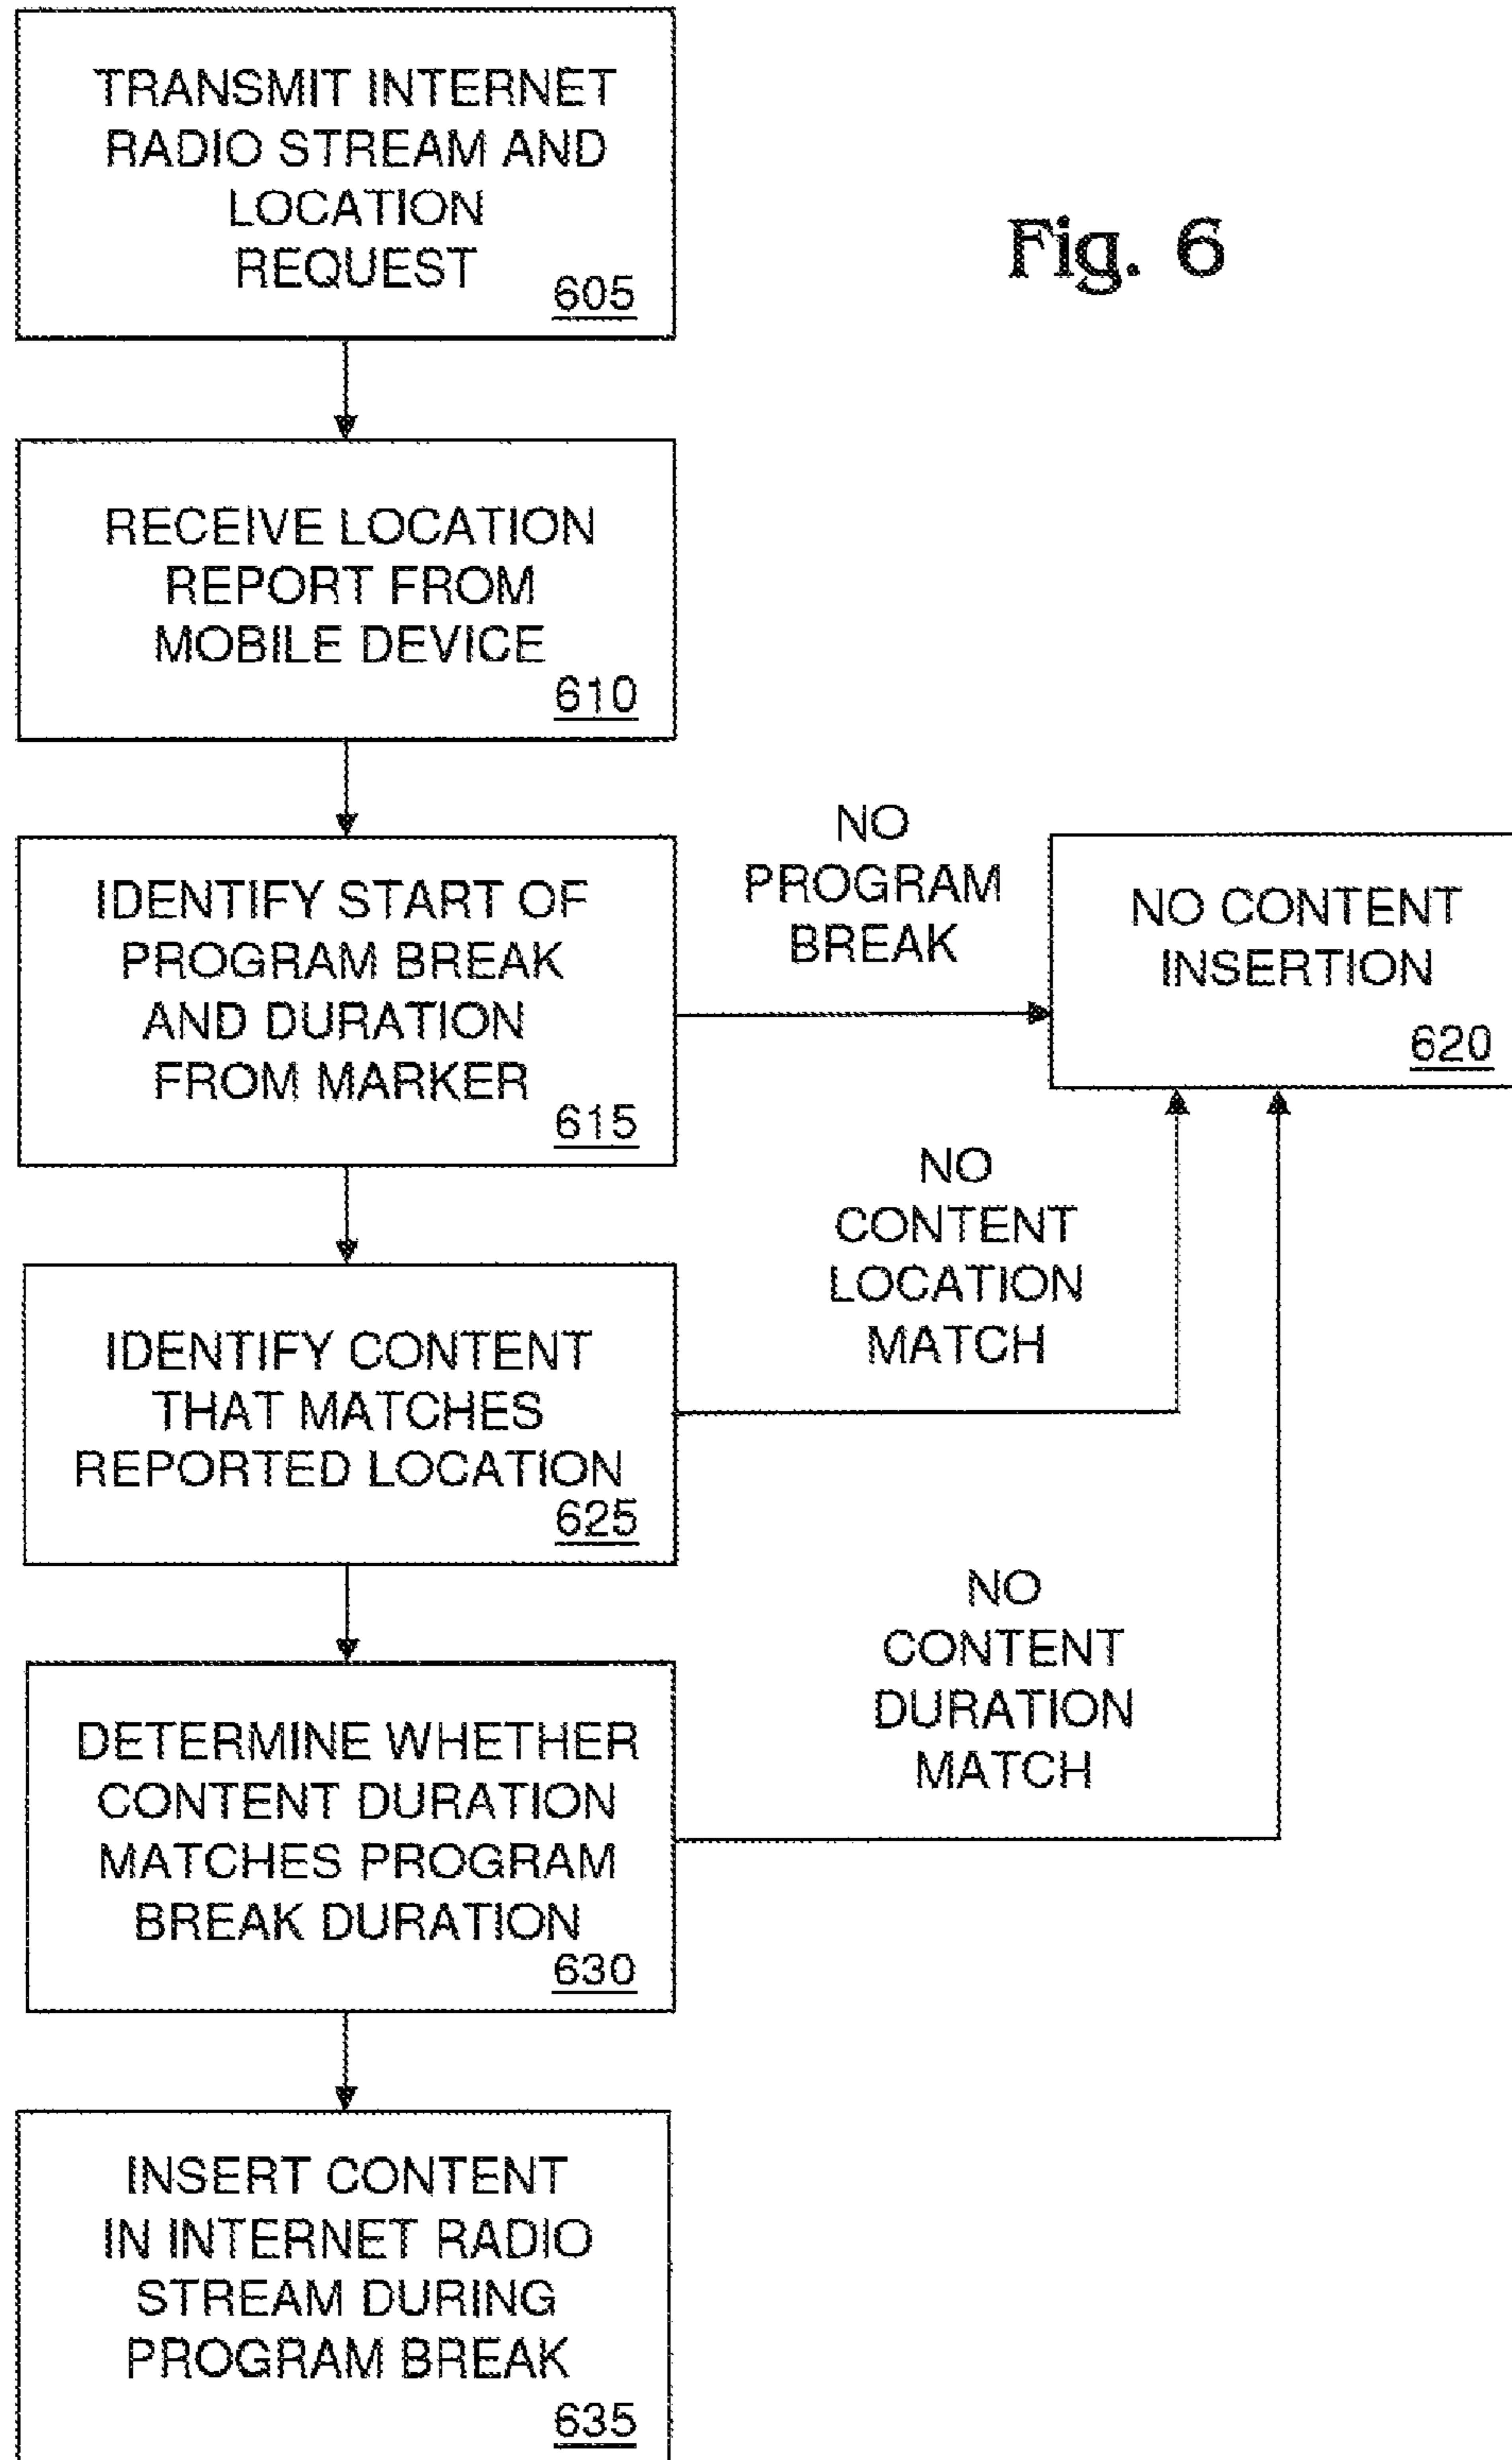 TRANSMIT INTERNET
RADIO STREAM AND
LOCATION
REQUEST
605
Fig. 6
RECEIVE LOCATION
REPORT FROM
MOBILE DEVICE
610
IDENTIFY START OF
PROGRAM BREAK
AND DURATION
FROM MARKER
615
NO
PROGRAM
BREAK
NO CONTENT
INSERTION
620
IDENTIFY CONTENT
THAT MATCHES
REPORTED LOCATION
625
NO
CONTENT
LOCATION
MATCH
DETERMINE WHETHER
CONTENT DURATION
MATCHES PROGRAM
BREAK DURATION
630
NO
CONTENT
DURATION
MATCH
INSERT CONTENT
IN INTERNET RADIO
STREAM DURING
PROGRAM BREAK
635